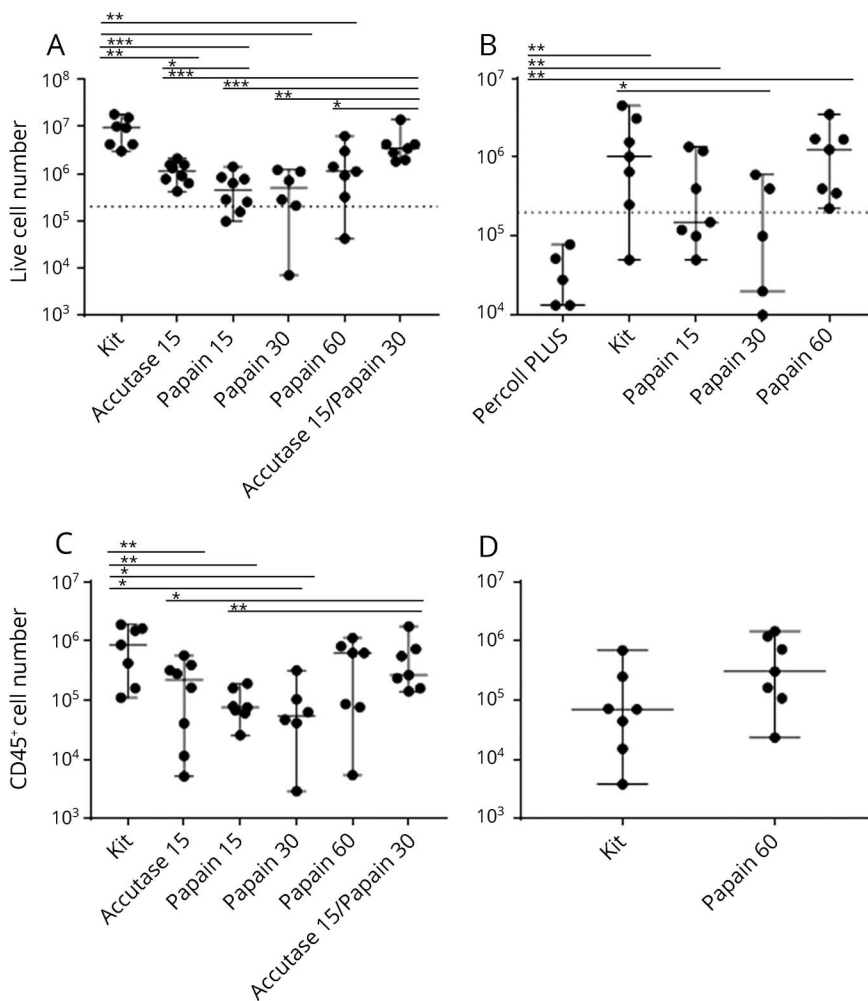 A
**
***
**
*
***
***
**
*
Live cell number
10⁸
10⁷
10⁶
10⁵
10⁴
10³
Kit
Accutase 15
Papain 15
Papain 30
Papain 60
Accutase 15/Papain 30
B
**
**
**
*
10⁷
10⁶
10⁵
10⁴
Percoll PLUS
Kit
Papain 15
Papain 30
Papain 60
C
**
**
*
*
*
**
CD45⁺ cell number
10⁷
10⁶
10⁵
10⁴
10³
Kit
Accutase 15
Papain 15
Papain 30
Papain 60
Accutase 15/Papain 30
D
10⁷
10⁶
10⁵
10⁴
10³
Kit
Papain 60